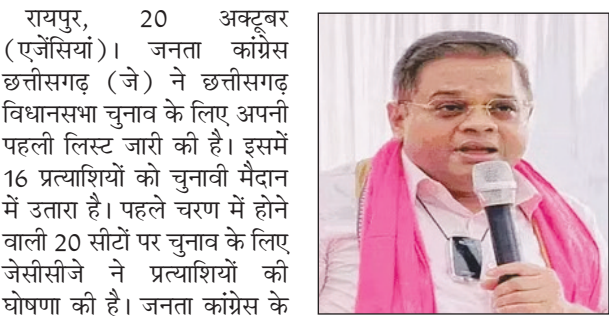 रायपुर, 20 अक्टूबर
(एजेंसियां)। जनता कांग्रेस
छत्तीसगढ़ (जे) ने छत्तीसगढ़
विधानसभा चुनाव के लिए अपनी
पहली लिस्ट जारी की है। इसमें
16 प्रत्याशियों को चुनावी मैदान
में उतारा है। पहले चरण में होने
वाली 20 सीटों पर चुनाव के लिए
जेसीसीजे ने प्रत्याशियों की
घोषणा की है। जनता कांग्रेस के